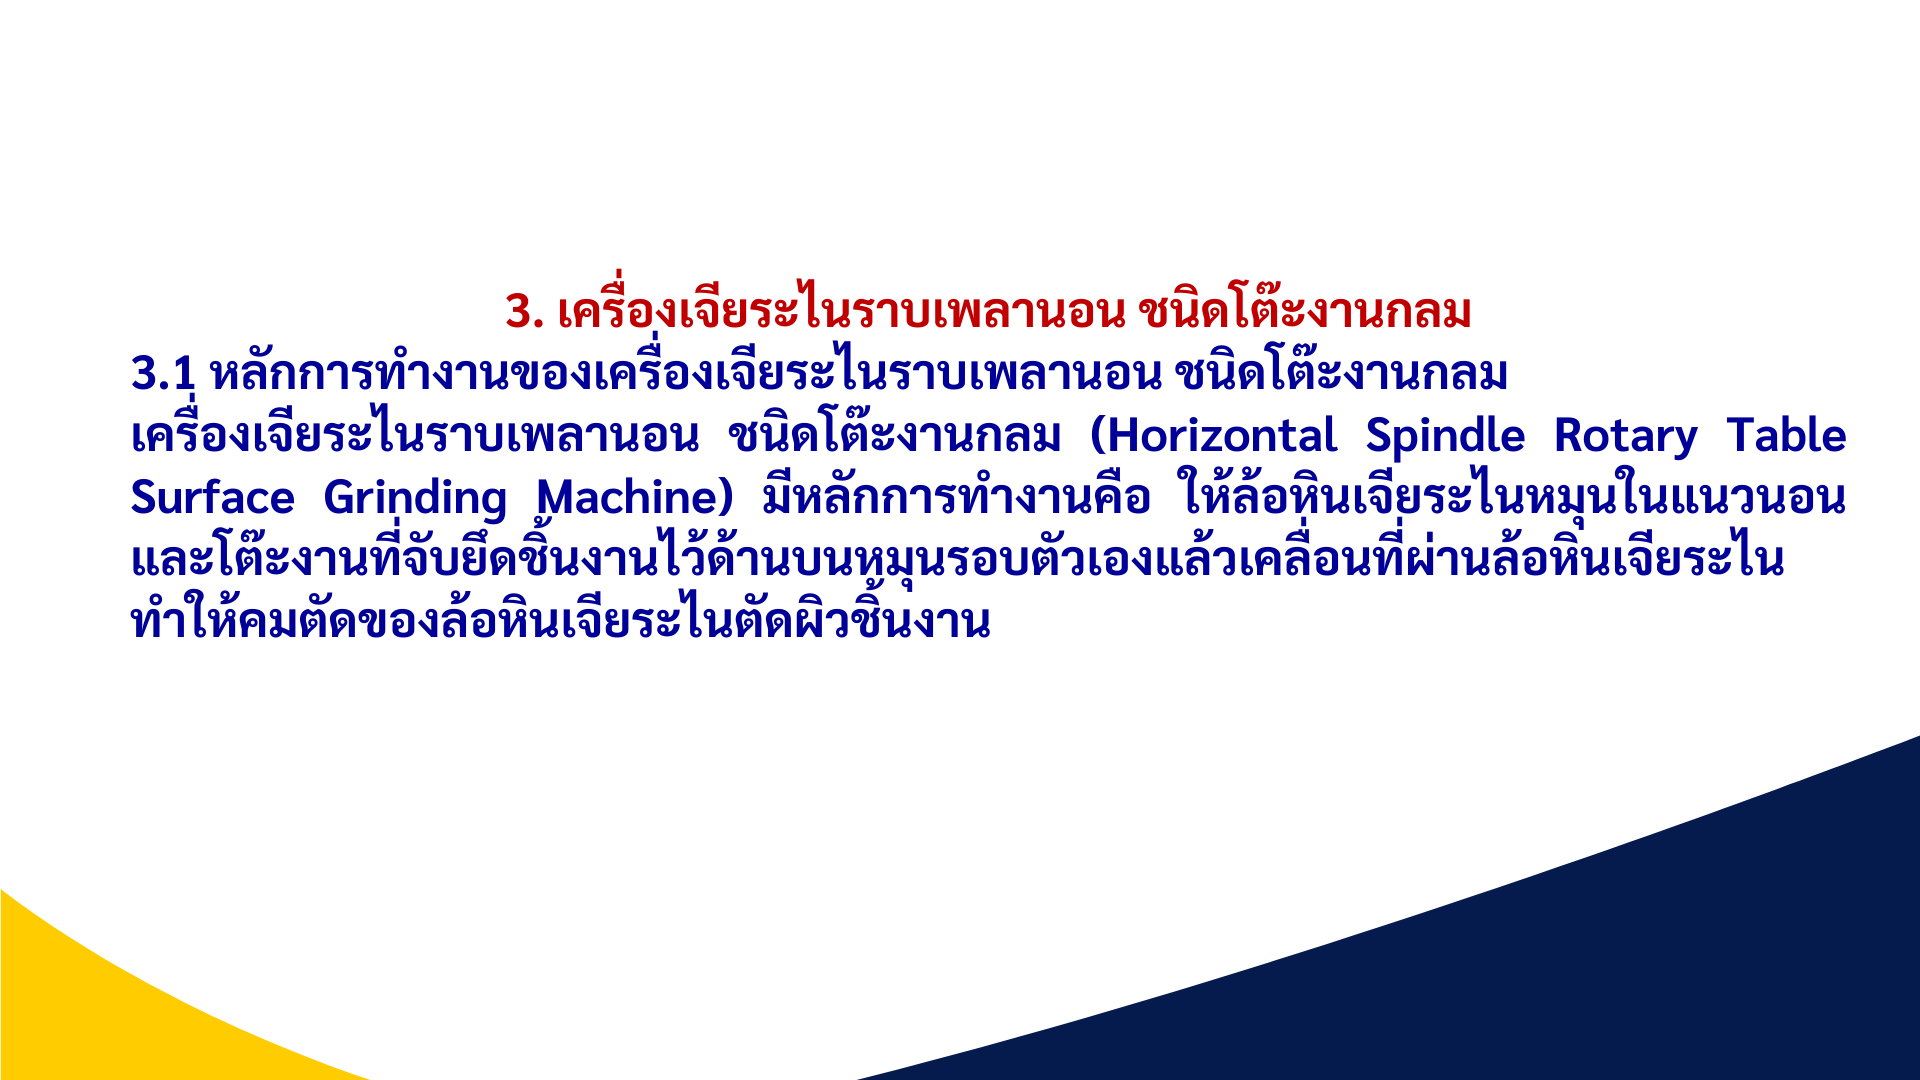 3. เครื่องเจียระไนราบเพลานอน ชนิดโต๊ะงานกลม
3.1 หลักการทำงานของเครื่องเจียระไนราบเพลานอน ชนิดโต๊ะงานกลม
เครื่องเจียระไนราบเพลานอน ชนิดโต๊ะงานกลม (Horizontal Spindle Rotary Table
Surface Grinding Machine) มีหลักการทำงานคือ ให้ล้อหินเจียระไนหมุนในแนวนอน
และโต๊ะงานที่จับยึดชิ้นงานไว้ด้านบนหมุนรอบตัวเองแล้วเคลื่อนที่ผ่านล้อหินเจียระไน
ทำให้คมตัดของล้อหินเจียระไนตัดผิวชิ้นงาน